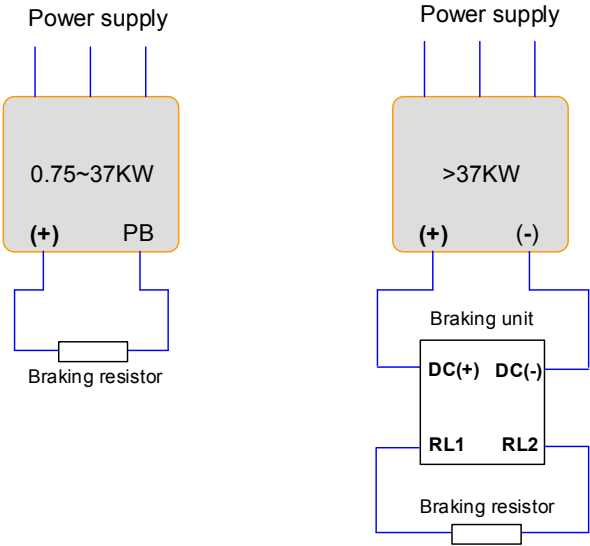 Power supply
0.75~37KW
(+) PB
Braking resistor
Power supply
>37KW
(+) (-)
Braking unit
DC(+) DC(-)
RL1 RL2
Braking resistor